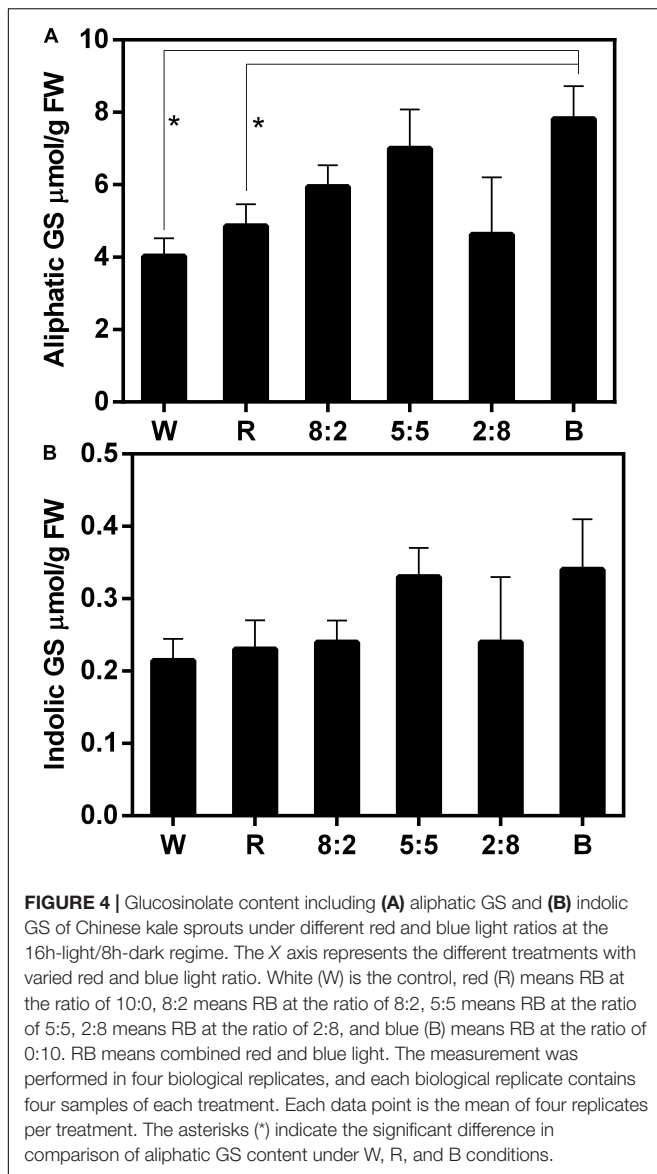 A
Aliphatic GS μmol/g FW
10
8
6
4
2
0
*
*
W R 8:2 5:5 2:8 B
B
Indolic GS μmol/g FW
0.5
0.4
0.3
0.2
0.1
0.0
W R 8:2 5:5 2:8 B
FIGURE 4 | Glucosinolate content including (A) aliphatic GS and (B) indolic
GS of Chinese kale sprouts under different red and blue light ratios at the
16h-light/8h-dark regime. The X axis represents the different treatments with
varied red and blue light ratio. White (W) is the control, red (R) means RB at
the ratio of 10:0, 8:2 means RB at the ratio of 8:2, 5:5 means RB at the ratio
of 5:5, 2:8 means RB at the ratio of 2:8, and blue (B) means RB at the ratio of
0:10. RB means combined red and blue light. The measurement was
performed in four biological replicates, and each biological replicate contains
four samples of each treatment. Each data point is the mean of four replicates
per treatment. The asterisks (*) indicate the significant difference in
comparison of aliphatic GS content under W, R, and B conditions.